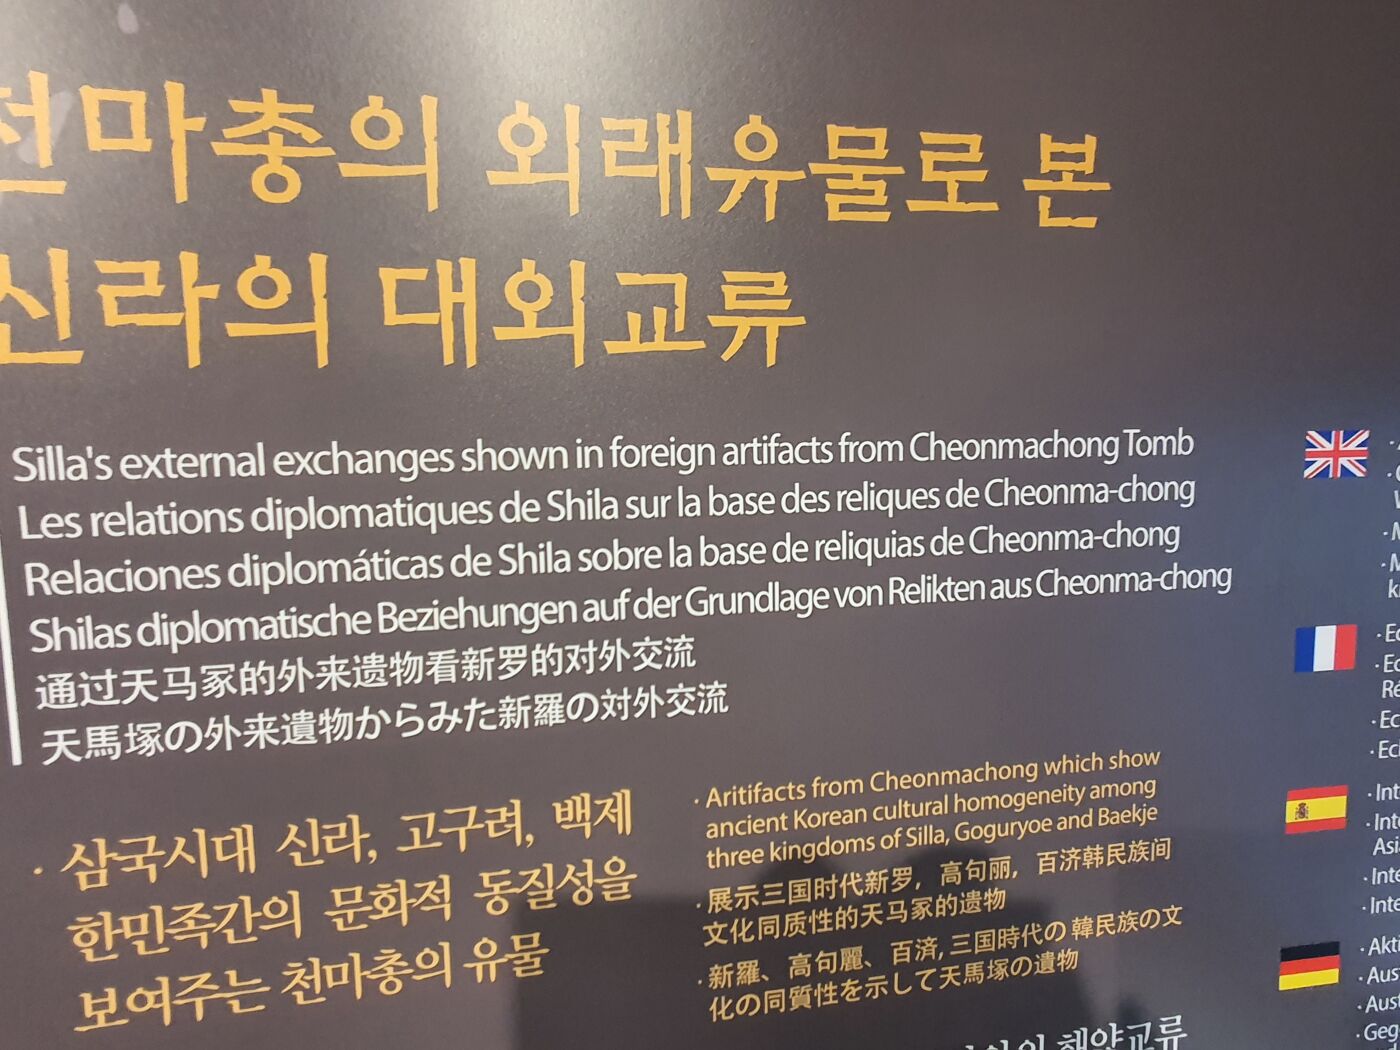 천마총의 외래유물로 본
신라의 대외교류
Silla's external exchanges shown in foreign artifacts from Cheonmachong Tomb
Les relations diplomatiques de Shila sur la base des reliques de Cheonma-chong
Relaciones diplomáticas de Shila sobre la base de reliquias de Cheonma-chong
Shilas diplomatische Beziehungen auf der Grundlage von Relikten aus Cheonma-chong
通过天马冢的外来遗物看新罗的对外交流
天馬塚の外来遺物からみた新羅の対外交流
· 삼국시대 신라, 고구려, 백제
한민족간의 문화적 동질성을
보여주는 천마총의 유물
· Aritifacts from Cheonmachong which show
ancient Korean cultural homogeneity among
three kingdoms of Silla, Goguryoe and Baekje
· 展示三国时代新罗，高句丽，百济韩民族间
文化同质性的天马冢的遗物
· 新羅、高句麗、百済, 三国時代の 韓民族の文
化の同質性を示して天馬塚の遺物
해양교류